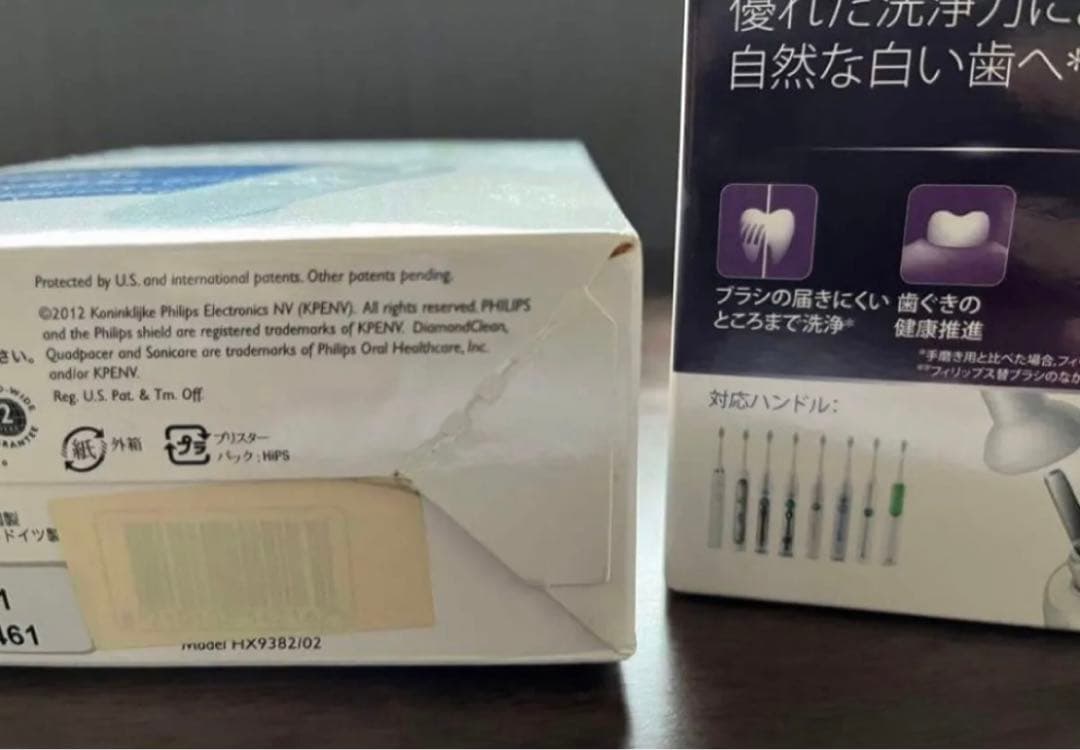 Protected by U.S. and international patents. Other patents pending.
©2012 Koninklijke Philips Electronics NV (KPENV). All rights reserved. PHILIPS
and the Philips shield are registered trademarks of KPENV. DiamondClean,
さい。
Quadpacer and Sonicare are trademarks of Philips Oral Healthcare, Inc.
and/or KPENV.
Reg. U.S. Pat. & Tm. Off.
2
紙 外箱
プラ ブリスター
パック : HiPS
製
ドイツ製
1
461
Model HX9382/02
優れた洗浄力に
自然な白い歯へ*
ブラシの届きにくい
ところまで洗浄*
歯ぐきの
健康推進
*手磨き用と比べた場合。フィ
**フィリップス替ブラシのなか
対応ハンドル: